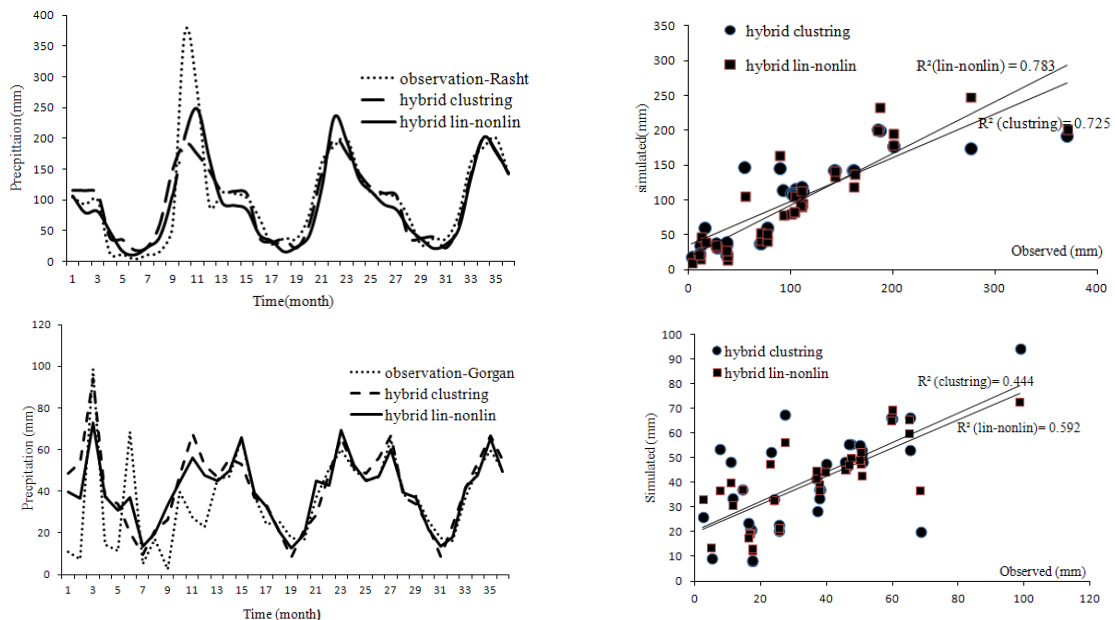 400
350
300
250
200
150
100
50
0
Precpittaion(mm)
observation-Rasht
hybrid clustring
hybrid lin-nonlin
1 3 5 7 9 11 13 15 17 19 21 23 25 27 29 31 33 35
Time(month)
350
300
250
200
150
100
50
0
simulated(mm)
hybrid clustring
hybrid lin-nonlin
R²(lin-nonlin) = 0.783
R² (clustring) = 0.725
Observed (mm)
0 100 200 300 400
120
100
80
60
40
20
0
Precpitation (mm)
observation-Gorgan
hybrid clustring
hybrid lin-nonlin
1 3 5 7 9 11 13 15 17 19 21 23 25 27 29 31 33 35
Time (month)
100
90
80
70
60
50
40
30
20
10
0
Simulated (mm)
hybrid clustring
hybrid lin-nonlin
R² (clustring)= 0.444
R² (lin-nonlin) = 0.592
Observed (mm)
0 20 40 60 80 100 120